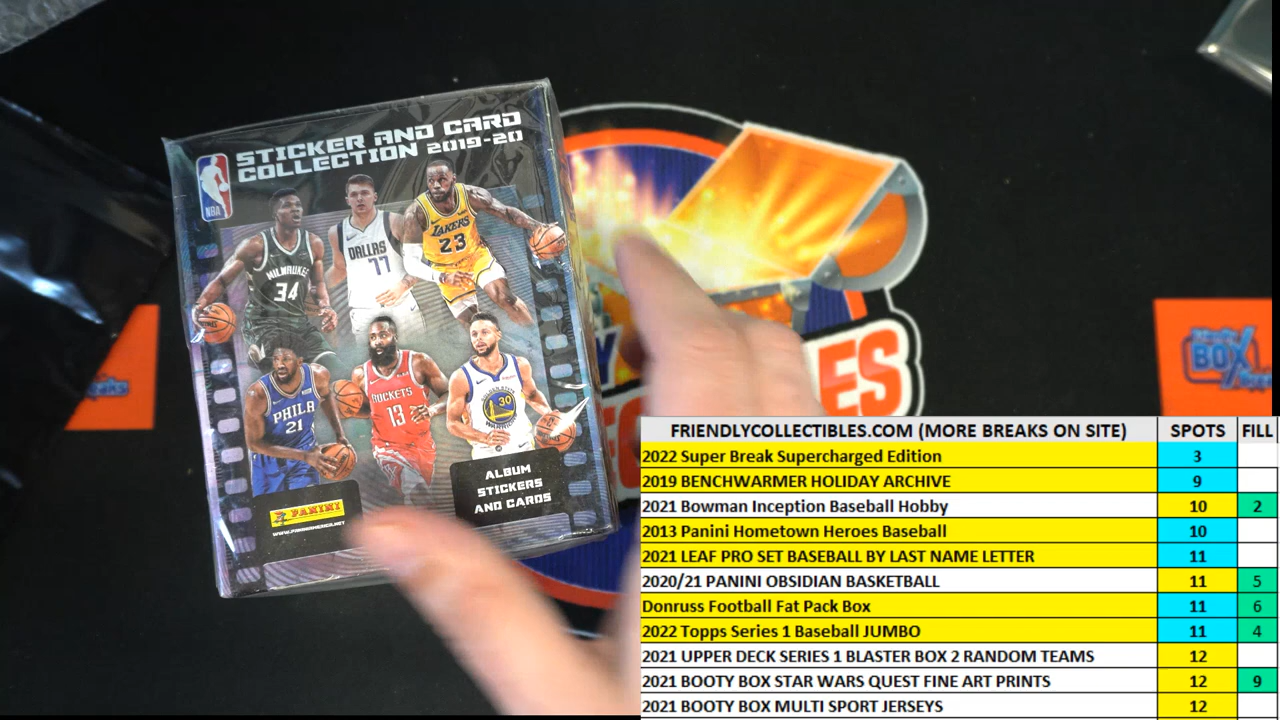 STICKER AND CARD
COLLECTION 2019-20
NBA
MILWAUKEE
34
DALLAS
77
LAKERS
23
PHILA
21
ROCKETS
13
30
ALBUM
STICKERS
AND CARDS
PANINI
WWW.PANINIAMERICA.NET
ES
BOX
FRIENDLYCOLLECTIBLES.COM (MORE BREAKS ON SITE) SPOTS FILL
2022 Super Break Supercharged Edition 3
2019 BENCHWARMER HOLIDAY ARCHIVE 9
2021 Bowman Inception Baseball Hobby 10 2
2013 Panini Hometown Heroes Baseball 10
2021 LEAF PRO SET BASEBALL BY LAST NAME LETTER 11
2020/21 PANINI OBSIDIAN BASKETBALL 11 5
Donruss Football Fat Pack Box 11 6
2022 Topps Series 1 Baseball JUMBO 11 4
2021 UPPER DECK SERIES 1 BLASTER BOX 2 RANDOM TEAMS 12
2021 BOOTY BOX STAR WARS QUEST FINE ART PRINTS 12 9
2021 BOOTY BOX MULTI SPORT JERSEYS 12